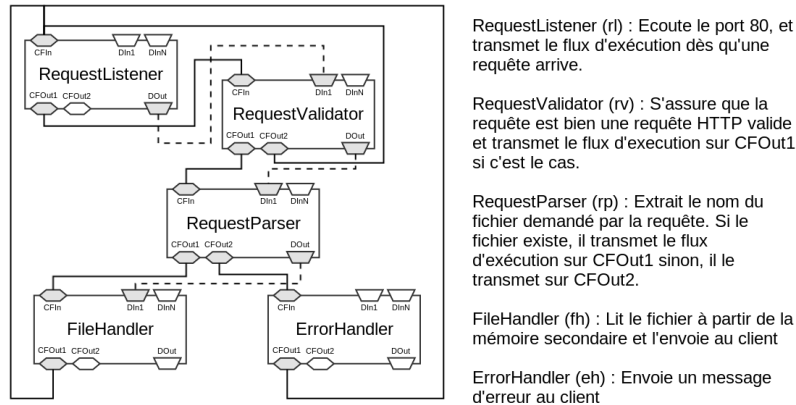 CFIn DIn1 DInN
RequestListener
CFOut1 CFOut2 DOut
CFIn DIn1 DInN
RequestValidator
CFOut1 CFOut2 DOut
CFIn DIn1 DInN
RequestParser
CFOut1 CFOut2 DOut
CFIn DIn1 DInN
FileHandler
CFOut1 CFOut2 DOut
CFIn DIn1 DInN
ErrorHandler
CFOut1 CFOut2 DOut
RequestListener (rl) : Ecoute le port 80, et
transmet le flux d'exécution dès qu'une
requête arrive.
RequestValidator (rv) : S'assure que la
requête est bien une requête HTTP valide
et transmet le flux d'execution sur CFOut1
si c'est le cas.
RequestParser (rp) : Extrait le nom du
fichier demandé par la requête. Si le
fichier existe, il transmet le flux
d'exécution sur CFOut1 sinon, il le
transmet sur CFOut2.
FileHandler (fh) : Lit le fichier à partir de la
mémoire secondaire et l'envoie au client
ErrorHandler (eh) : Envoie un message
d'erreur au client